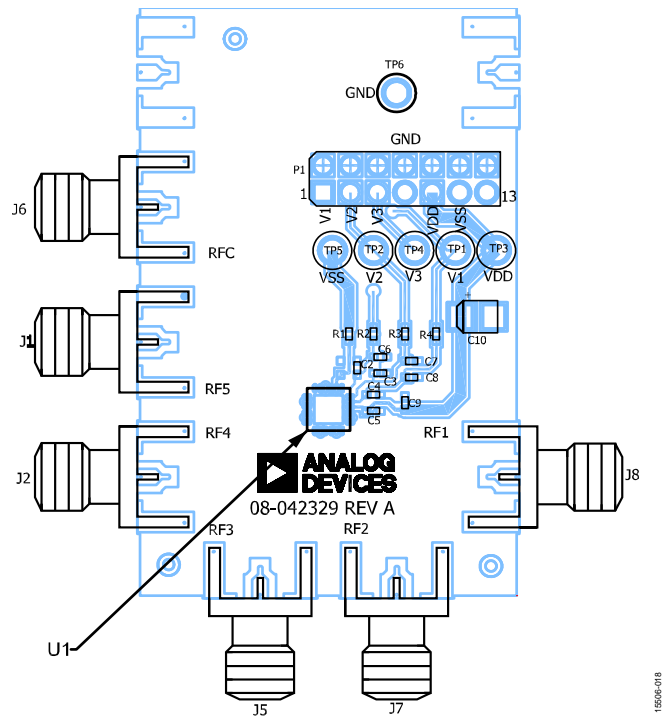 TP6
GND
GND
P1
1
13
V1
V2
V3
VDD
VSS
J6
RFC
TP5
TP2
TP4
TP1
TP3
VSS
V2
V3
V1
VDD
+
J1
R1
R2
R3
R4
C10
C6
C7
C2
C3
C8
RF5
C4
C9
C5
RF4
RF1
J2
ANALOG
DEVICES
J8
08-042329 REV A
RF3
RF2
U1
J5
J7
15506-018